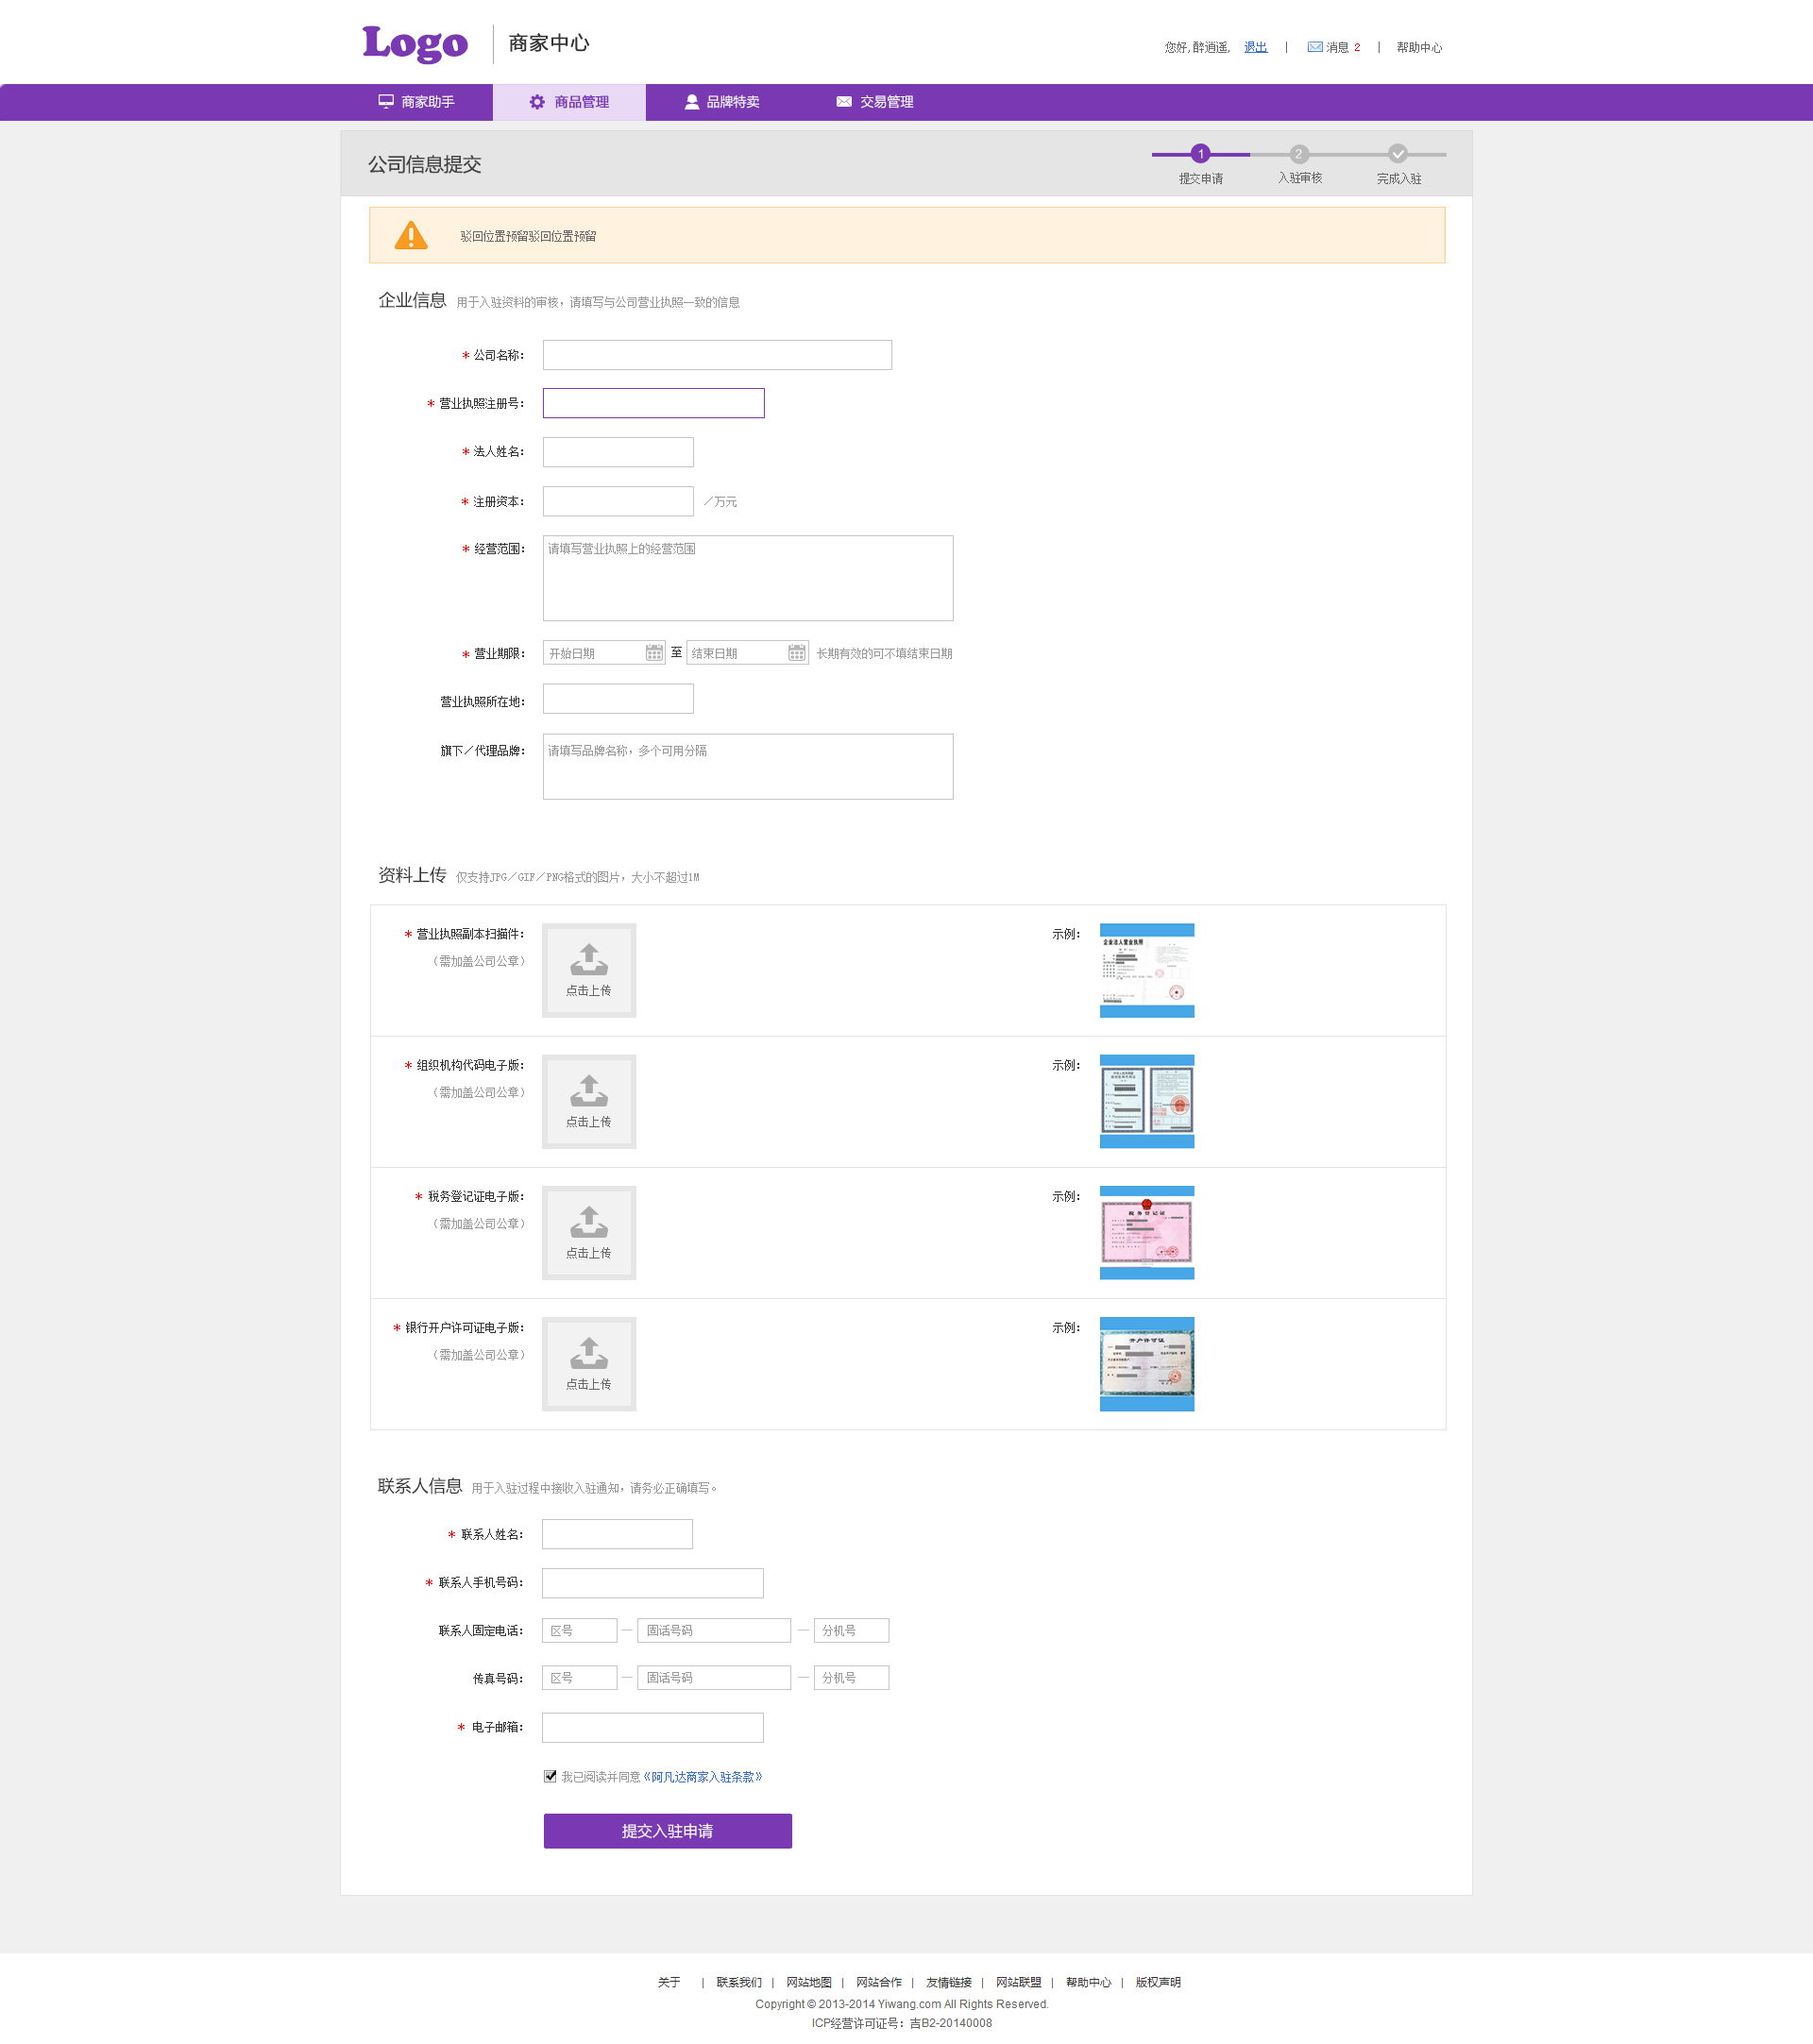 Logo 商家中心
您好,醉逍遥, 退出 | 消息 2 | 帮助中心
商家助手 商品管理 品牌特卖 交易管理
公司信息提交
1 2
提交申请 入驻审核 完成入驻
驳回位置预留驳回位置预留
企业信息 用于入驻资料的审核，请填写与公司营业执照一致的信息
* 公司名称：
* 营业执照注册号：
* 法人姓名：
* 注册资本： ／万元
* 经营范围： 请填写营业执照上的经营范围
* 营业期限： 开始日期 至 结束日期 长期有效的可不填结束日期
营业执照所在地：
旗下／代理品牌： 请填写品牌名称，多个可用分隔
资料上传 仅支持JPG／GIF／PNG格式的图片，大小不超过1M
* 营业执照副本扫描件： 示例：
（需加盖公司公章）
点击上传
企业法人营业执照
* 组织机构代码电子版： 示例：
（需加盖公司公章）
点击上传
* 税务登记证电子版： 示例：
（需加盖公司公章）
点击上传
税务登记证
* 银行开户许可证电子版： 示例：
（需加盖公司公章）
点击上传
开户许可证
联系人信息 用于入驻过程中接收入驻通知，请务必正确填写。
* 联系人姓名：
* 联系人手机号码：
联系人固定电话： 区号 — 固话号码 — 分机号
传真号码： 区号 — 固话号码 — 分机号
* 电子邮箱：
我已阅读并同意《阿凡达商家入驻条款》
提交入驻申请
关于 | 联系我们 | 网站地图 | 网站合作 | 友情链接 | 网站联盟 | 帮助中心 | 版权声明
Copyright © 2013-2014 Yiwang.com All Rights Reserved.
ICP经营许可证号：吉B2-20140008